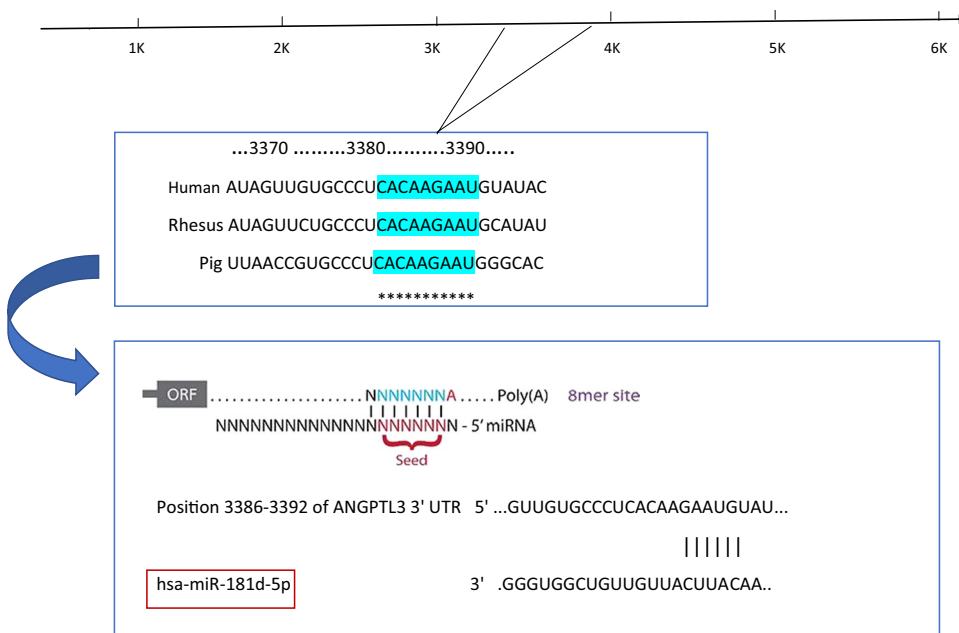 1K 2K 3K 4K 5K 6K
...3370 .........3380..........3390.....
Human AUAGUUGUGCCCUCACAAGAAUGUAUAC
Rhesus AUAGUUCUGCCCUCACAAGAAUGCAUAU
Pig UUAACCGUGCCCUCACAAGAAUGGGCAC
***********
ORF ...................... NNNNNNNA ..... Poly(A) 8mer site
NNNNNNNNNNNNNNNNNNNNNN - 5' miRNA
Seed
Position 3386-3392 of ANGPTL3 3' UTR 5' ...GUUGUGCCCUCACAAGAAUGUAU...
hsa-miR-181d-5p 3' .GGGUGGCUGUUGUUACUUACAA..